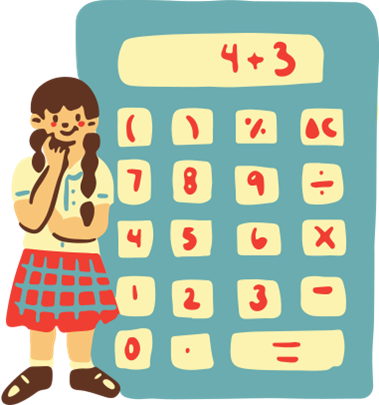 4+3
( ) % AC
7 8 9 ÷
4 5 6 X
1 2 3 -
0 . =